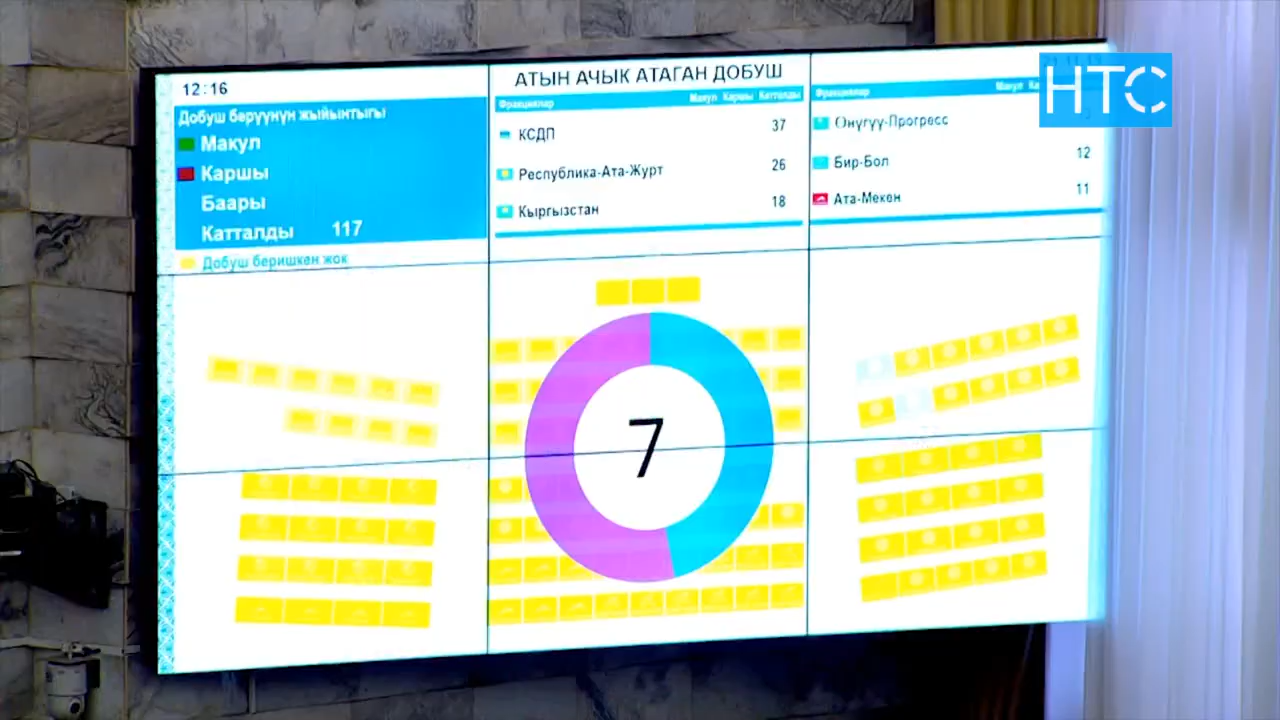 12:16
Добуш берүүнүн жыйынтыгы
Макул
Каршы
Баары
Катталды 117
Добуш беришкен жок
АТЫН АЧЫК АТАГАН ДОБУШ
Фракциялар Макул Каршы Катталды
КСДП 37
Республика-Ата-Журт 26
Кыргызстан 18
Фракциялар Макул
Өнүгүү-Прогресс
Бир-Бол 12
Ата-Мекен 11
7
НТС